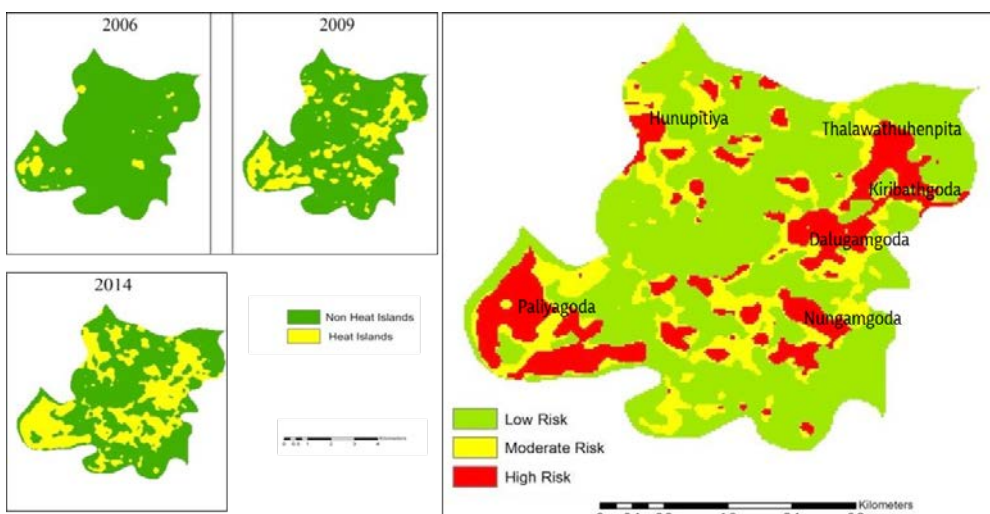 2006
2009
2014
Non Heat Islands
Heat Islands
Kilometers
Hunupitiya
Thalawathuhenpita
Kiribathgoda
Dalugamgoda
Paliyagoda
Nungamgoda
Low Risk
Moderate Risk
High Risk
Kilometers